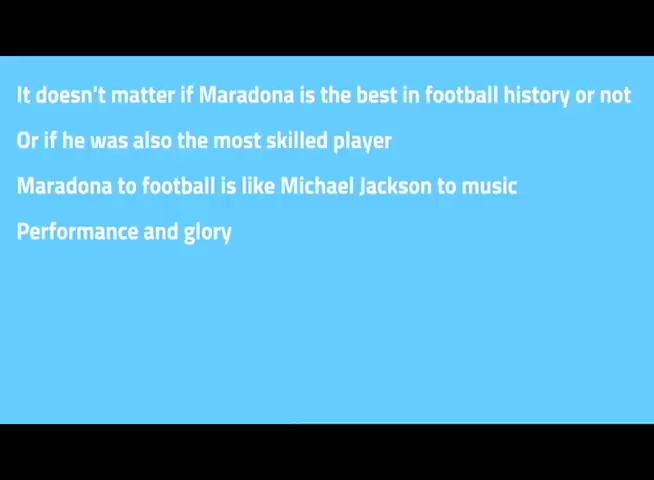 It doesn't matter if Maradona is the best in football history or not
Or if he was also the most skilled player
Maradona to football is like Michael Jackson to music
Performance and glory